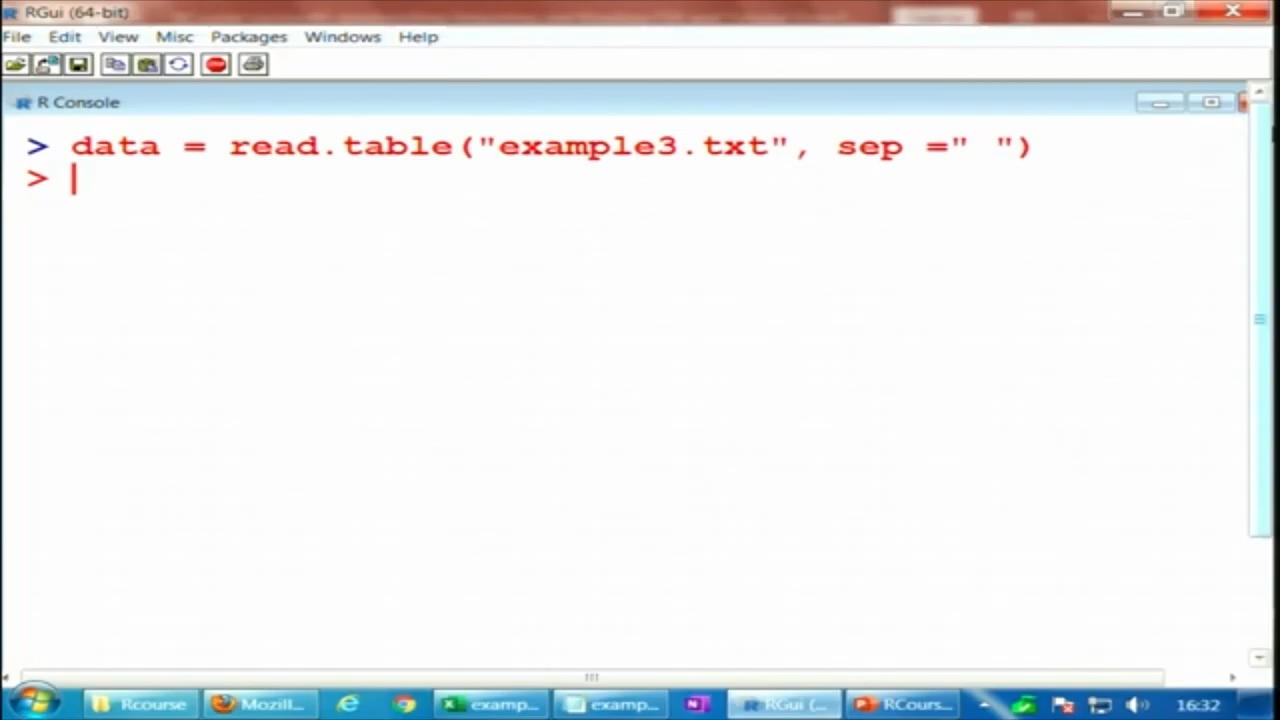 RGui (64-bit)
File Edit View Misc Packages Windows Help
STOP
R Console
> data = read.table("example3.txt", sep =" ")
>
Rcourse Mozill... examp... examp... RGui (... RCours... 16:32